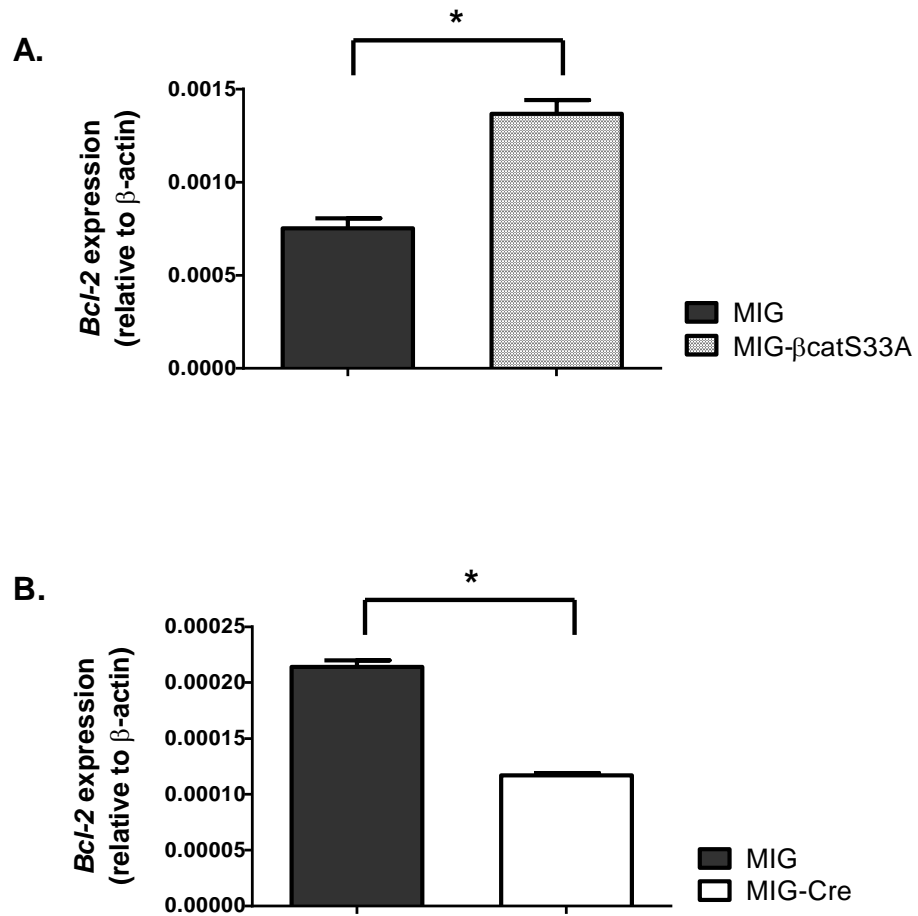 A.
*
Bcl-2 expression
(relative to β-actin)
0.0015
0.0010
0.0005
0.0000
MIG
MIG-βcatS33A
B.
*
Bcl-2 expression
(relative to β-actin)
0.00025
0.00020
0.00015
0.00010
0.00005
0.00000
MIG
MIG-Cre